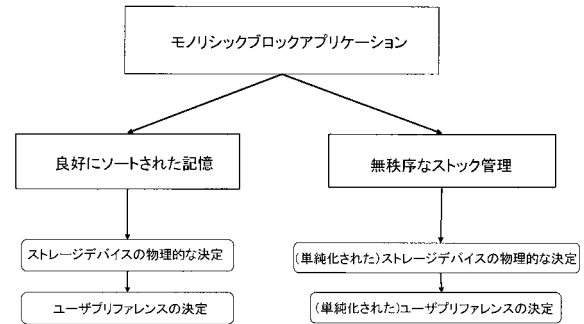 モノリシックブロックアプリケーション
良好にソートされた記憶
無秩序なストック管理
ストレージデバイスの物理的な決定
(単純化された)ストレージデバイスの物理的な決定
ユーザプリファレンスの決定
(単純化された)ユーザプリファレンスの決定